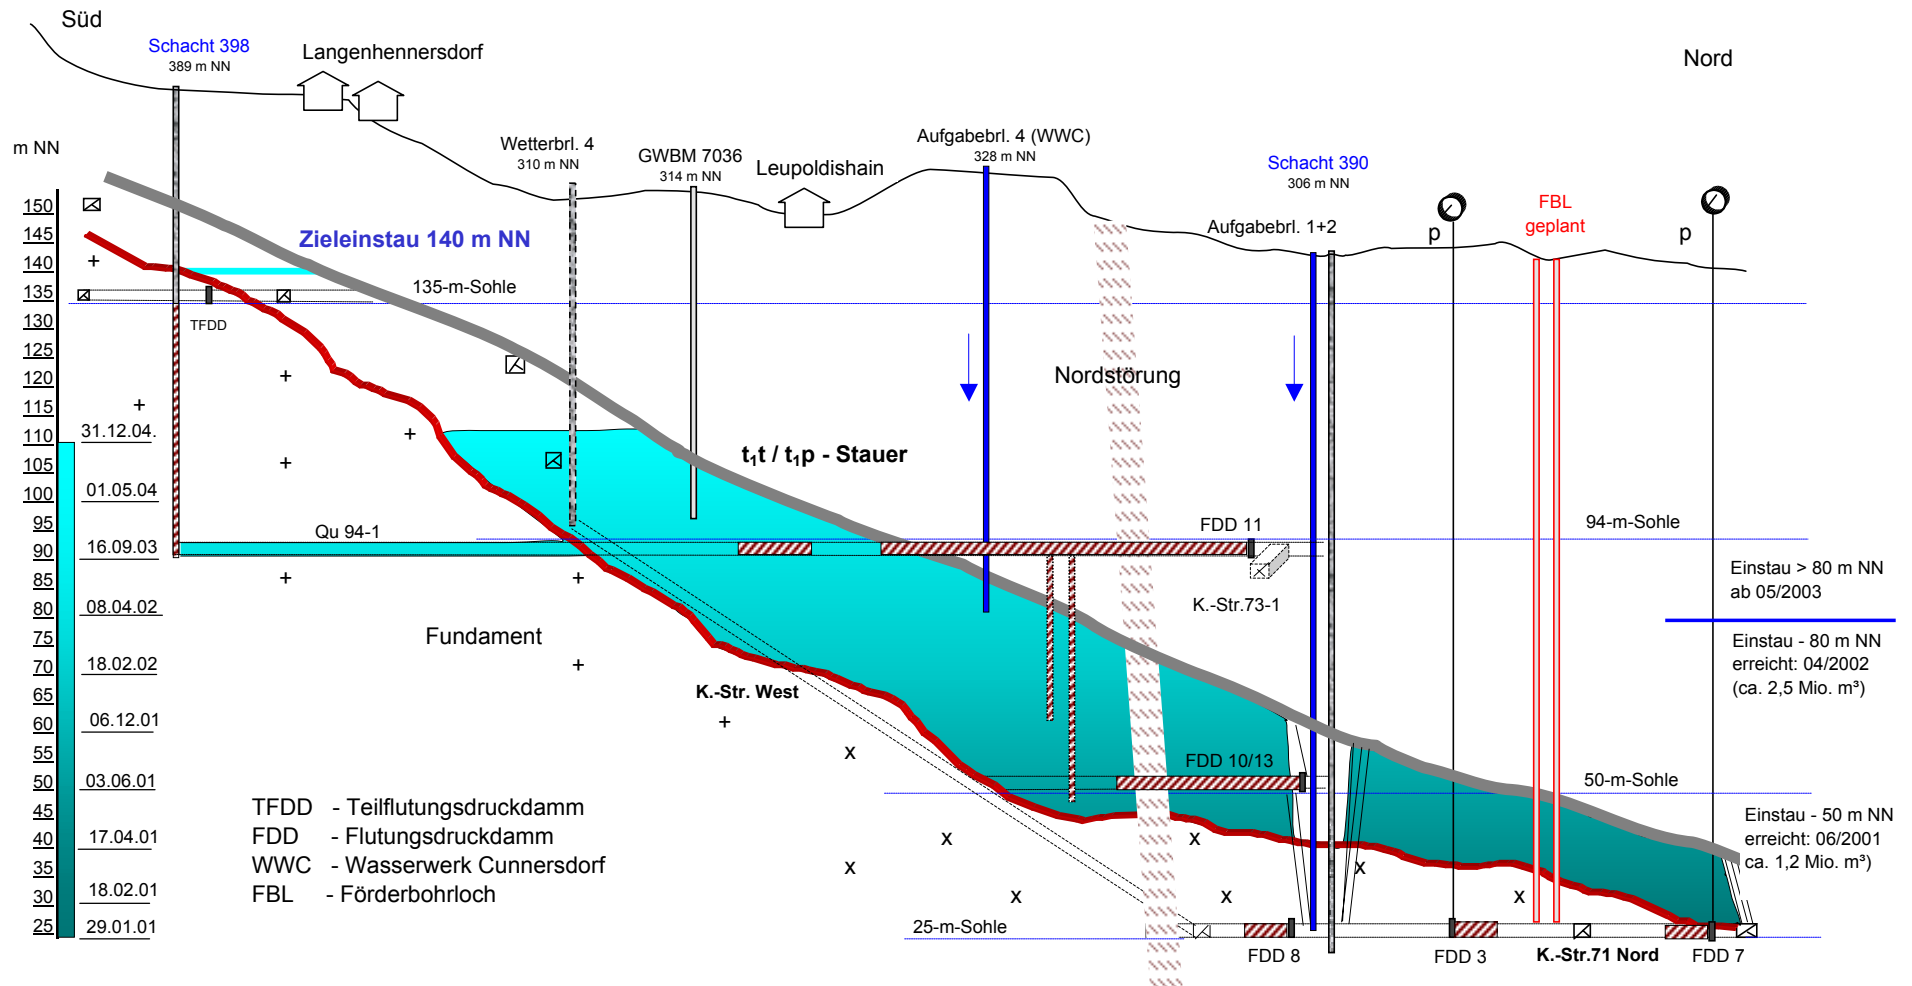 Süd
Nord
Schacht 398
389 m NN
Langenhennersdorf
Wetterbrl. 4
310 m NN
GWBM 7036
314 m NN
Leupoldishain
Aufgabebrl. 4 (WWC)
328 m NN
Schacht 390
306 m NN
Aufgabebrl. 1+2
p
FBL
geplant
p
m NN
150
145
140
135
130
125
120
115
110
105
100
95
90
85
80
75
70
65
60
55
50
45
40
35
30
25
31.12.04.
01.05.04
16.09.03
08.04.02
18.02.02
06.12.01
03.06.01
17.04.01
18.02.01
29.01.01
Zieleinstau 140 m NN
135-m-Sohle
TFDD
Nordstörung
t₁t / t₁p - Stauer
Qu 94-1
FDD 11
94-m-Sohle
K.-Str.73-1
Einstau > 80 m NN
ab 05/2003
Einstau - 80 m NN
erreicht: 04/2002
(ca. 2,5 Mio. m³)
Fundament
K.-Str. West
FDD 10/13
50-m-Sohle
Einstau - 50 m NN
erreicht: 06/2001
ca. 1,2 Mio. m³)
TFDD - Teilflutungsdruckdamm
FDD - Flutungsdruckdamm
WWC - Wasserwerk Cunnersdorf
FBL - Förderbohrloch
25-m-Sohle
FDD 8
FDD 3
K.-Str.71 Nord
FDD 7